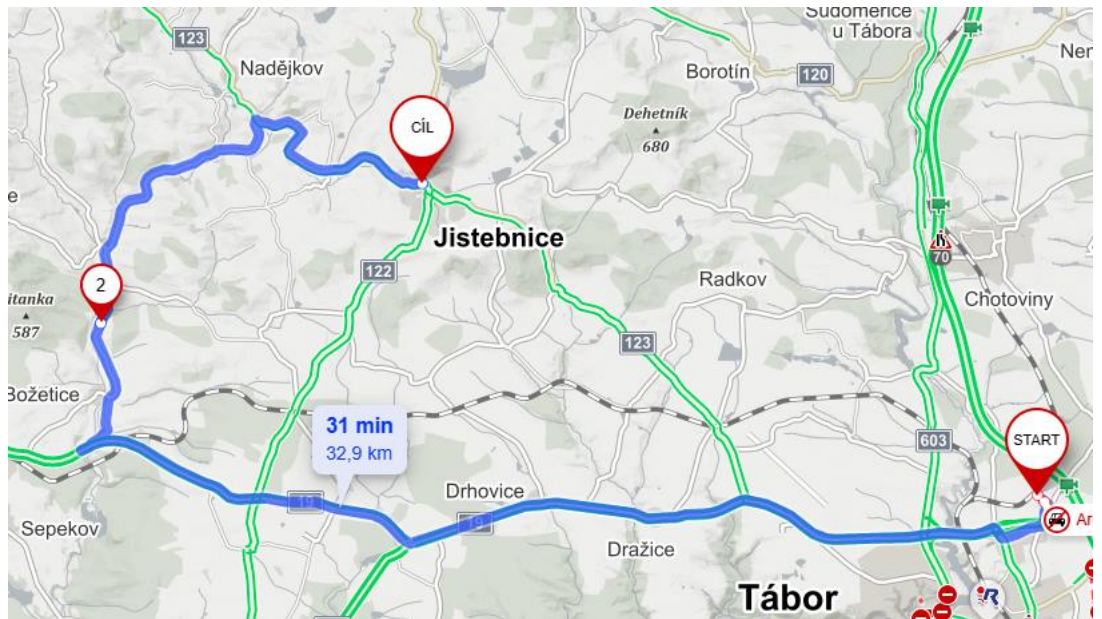 Sudoměřice
u Tábora
123
Nadějkov
Borotín
120
Dehetník
680
CÍL
Jistebnice
122
70
2
587
Radkov
Chotoviny
123
Božetice
31 min
32,9 km
603
START
19
Drhovice
19
Sepekov
Dražice
Tábor
R